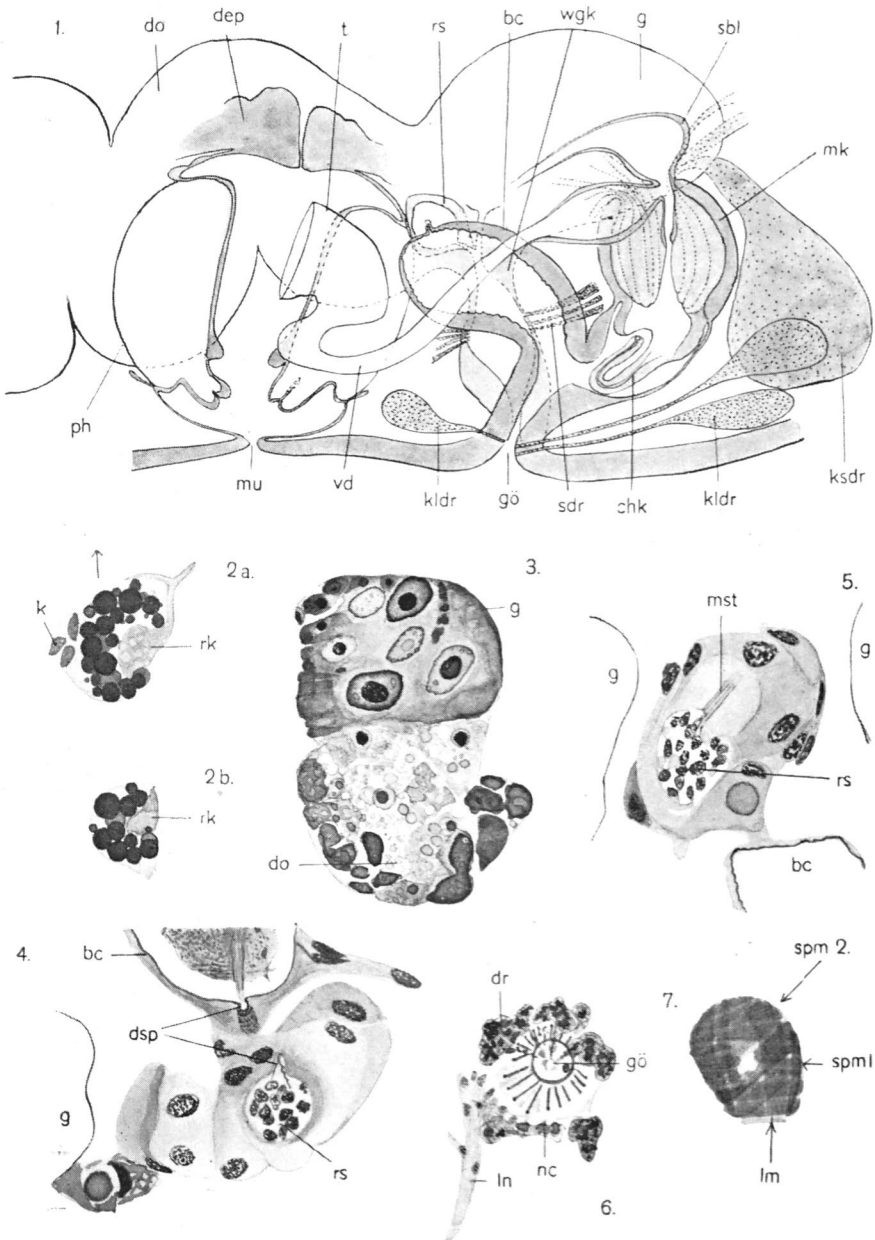 1.
do
dep
t
rs
bc
wgk
g
sbl
mk
ph
mu
vd
kldr
gö
sdr
chk
kldr
ksdr
2a.
k
rk
2b.
rk
3.
g
do
5.
mst
g
g
rs
bc
4.
bc
dsp
g
rs
dr
gö
nc
ln
6.
7.
spm 2.
spm1
lm